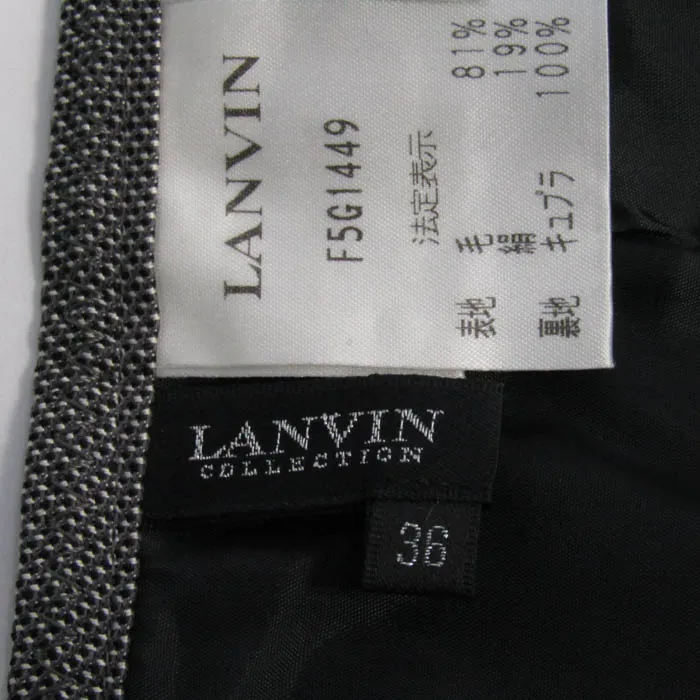 LANVIN
F5G1449
法定表示
表地 毛 81%
絹 19%
裏地 キュプラ 100%
LANVIN
COLLECTION
36